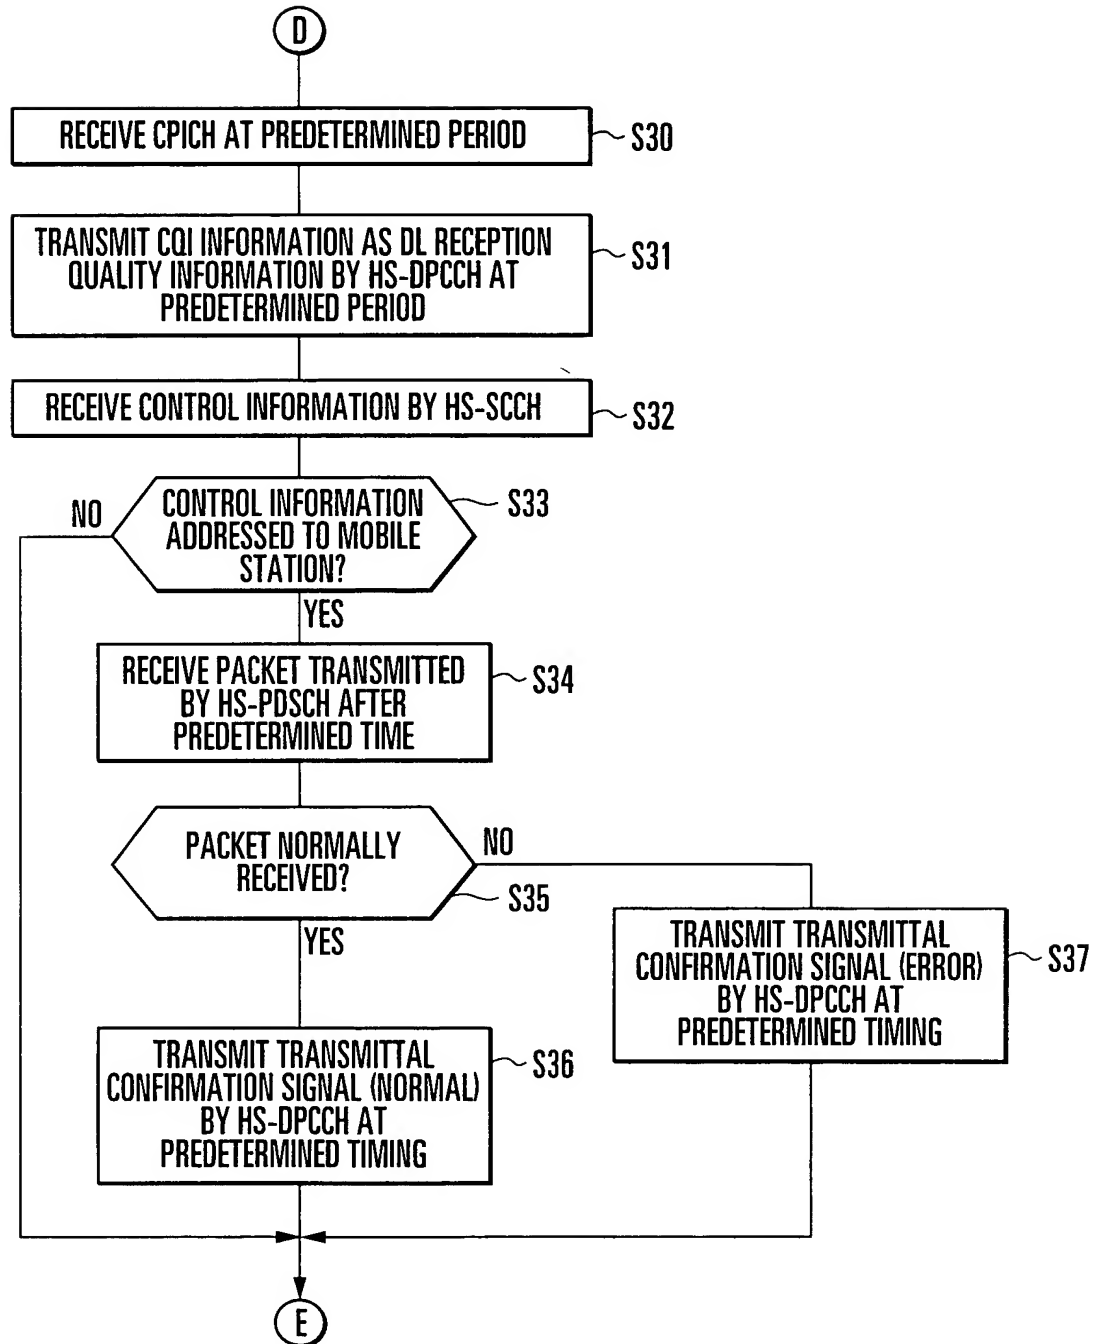 D
RECEIVE CPICH AT PREDETERMINED PERIOD
S30
TRANSMIT CQI INFORMATION AS DL RECEPTION
QUALITY INFORMATION BY HS-DPCCH AT
PREDETERMINED PERIOD
S31
RECEIVE CONTROL INFORMATION BY HS-SCCH
S32
CONTROL INFORMATION
ADDRESSED TO MOBILE
STATION?
S33
NO
YES
RECEIVE PACKET TRANSMITTED
BY HS-PDSCH AFTER
PREDETERMINED TIME
S34
PACKET NORMALLY
RECEIVED?
S35
NO
YES
TRANSMIT TRANSMITTAL
CONFIRMATION SIGNAL (ERROR)
BY HS-DPCCH AT
PREDETERMINED TIMING
S37
TRANSMIT TRANSMITTAL
CONFIRMATION SIGNAL (NORMAL)
BY HS-DPCCH AT
PREDETERMINED TIMING
S36
E